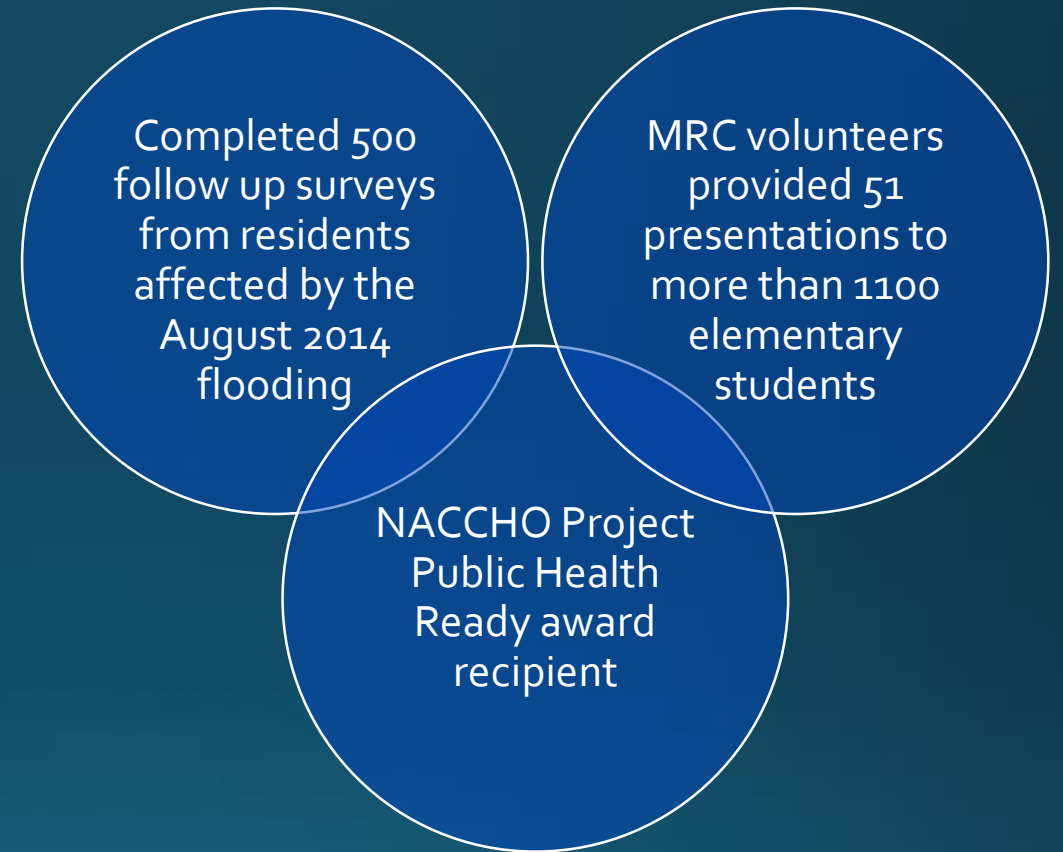 Completed 500
follow up surveys
from residents
affected by the
August 2014
flooding
MRC volunteers
provided 51
presentations to
more than 1100
elementary
students
NACCHO Project
Public Health
Ready award
recipient